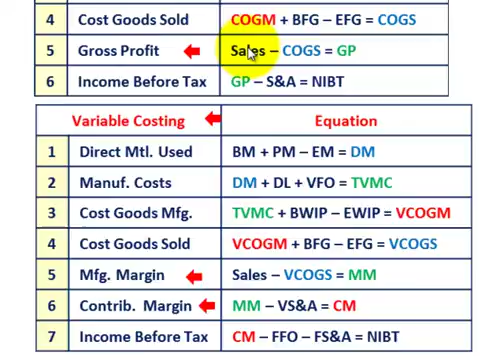 4 Cost Goods Sold COGM + BFG – EFG = COGS
5 Gross Profit Sales – COGS = GP
6 Income Before Tax GP – S&A = NIBT
Variable Costing Equation
1 Direct Mtl. Used BM + PM – EM = DM
2 Manuf. Costs DM + DL + VFO = TVMC
3 Cost Goods Mfg. TVMC + BWIP – EWIP = VCOGM
4 Cost Goods Sold VCOGM + BFG – EFG = VCOGS
5 Mfg. Margin Sales – VCOGS = MM
6 Contrib. Margin MM – VS&A = CM
7 Income Before Tax CM – FFO – FS&A = NIBT